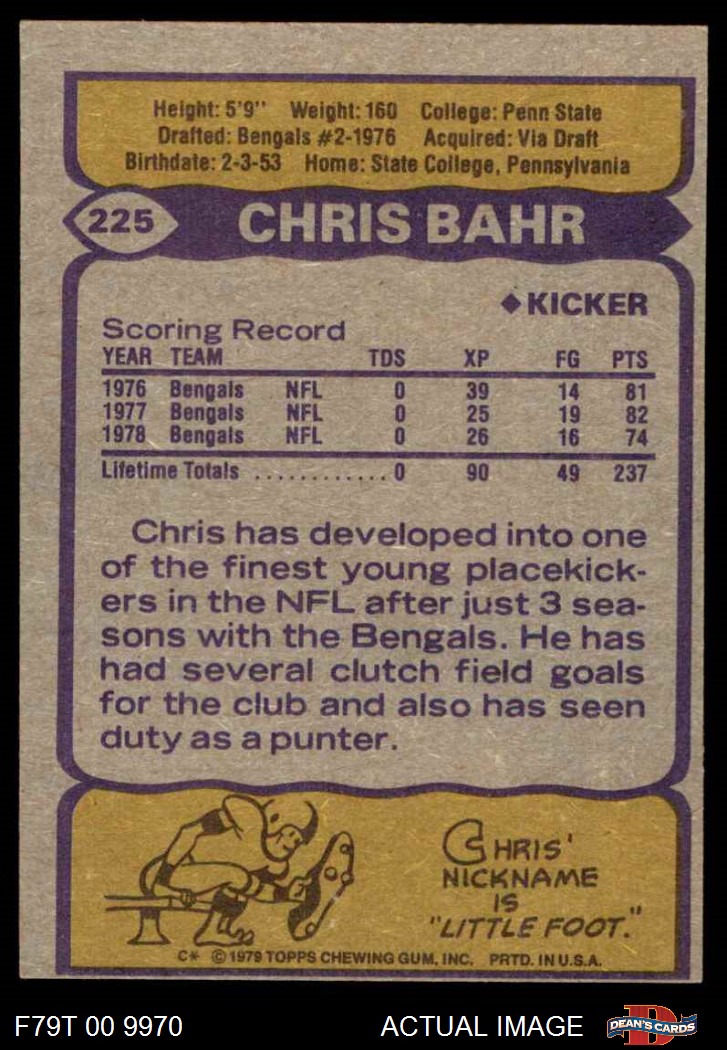 Height: 5'9" Weight: 160 College: Penn State
Drafted: Bengals #2-1976 Acquired: Via Draft
Birthdate: 2-3-53 Home: State College, Pennsylvania
225 CHRIS BAHR
◆KICKER
Scoring Record
YEAR TEAM TDS XP FG PTS
1976 Bengals NFL 0 39 14 81
1977 Bengals NFL 0 25 19 82
1978 Bengals NFL 0 26 16 74
Lifetime Totals ............0 90 49 237
Chris has developed into one
of the finest young placekick-
ers in the NFL after just 3 sea-
sons with the Bengals. He has
had several clutch field goals
for the club and also has seen
duty as a punter.
CHRIS'
NICKNAME
IS
"LITTLE FOOT."
C* © 1979 TOPPS CHEWING GUM, INC. PRTD. IN U.S.A.
F79T 00 9970 ACTUAL IMAGE D DEAN'S CARDS